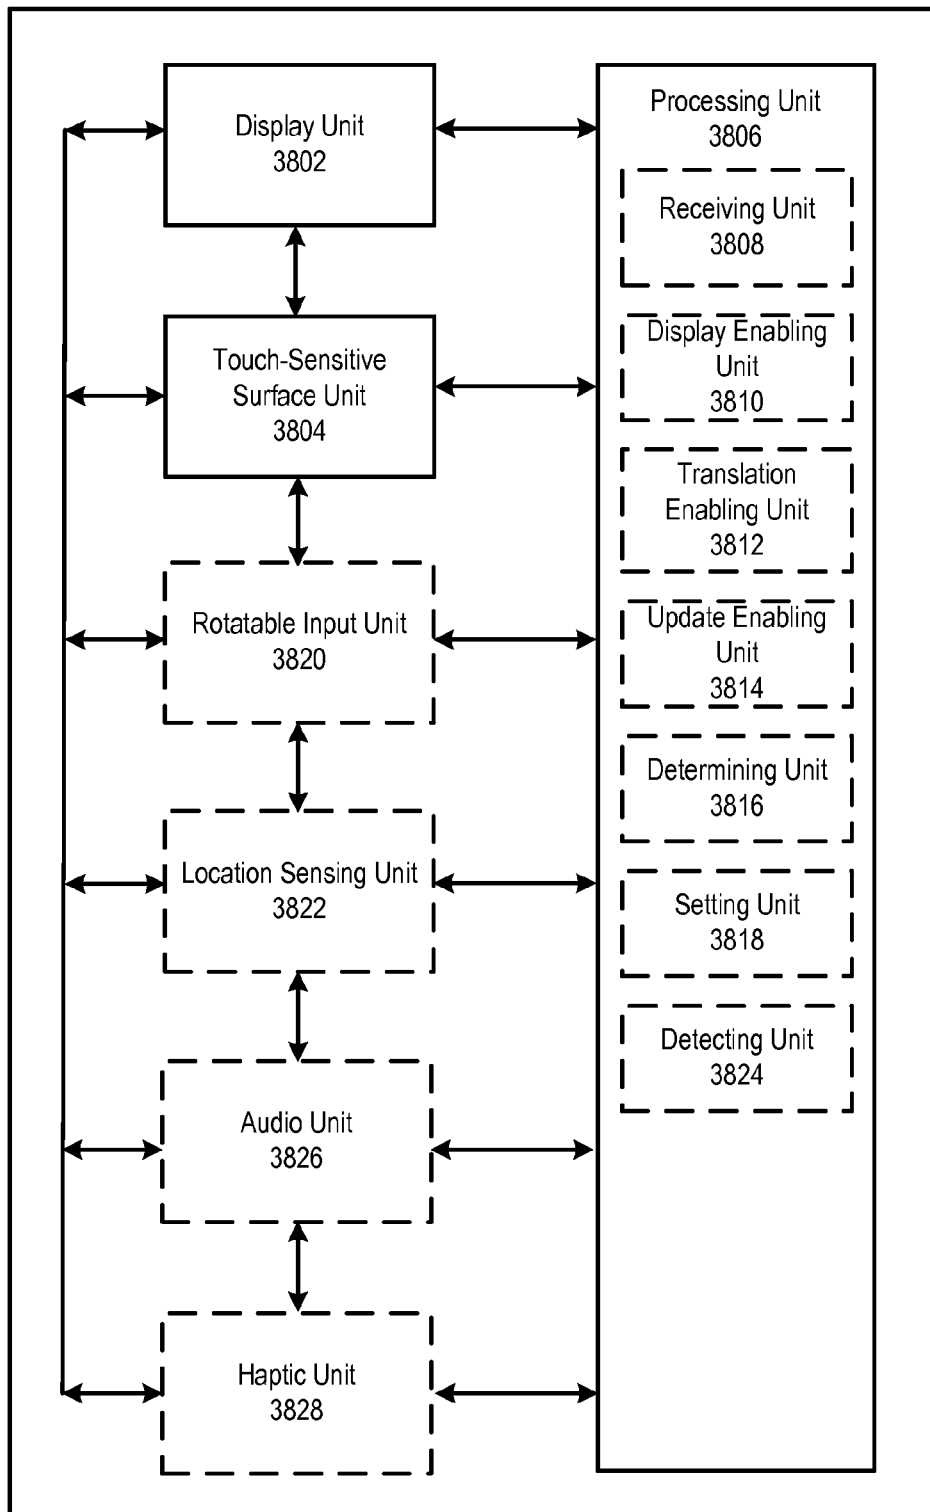 Display Unit
3802
Touch-Sensitive
Surface Unit
3804
Rotatable Input Unit
3820
Location Sensing Unit
3822
Audio Unit
3826
Haptic Unit
3828
Processing Unit
3806
Receiving Unit
3808
Display Enabling
Unit
3810
Translation
Enabling Unit
3812
Update Enabling
Unit
3814
Determining Unit
3816
Setting Unit
3818
Detecting Unit
3824